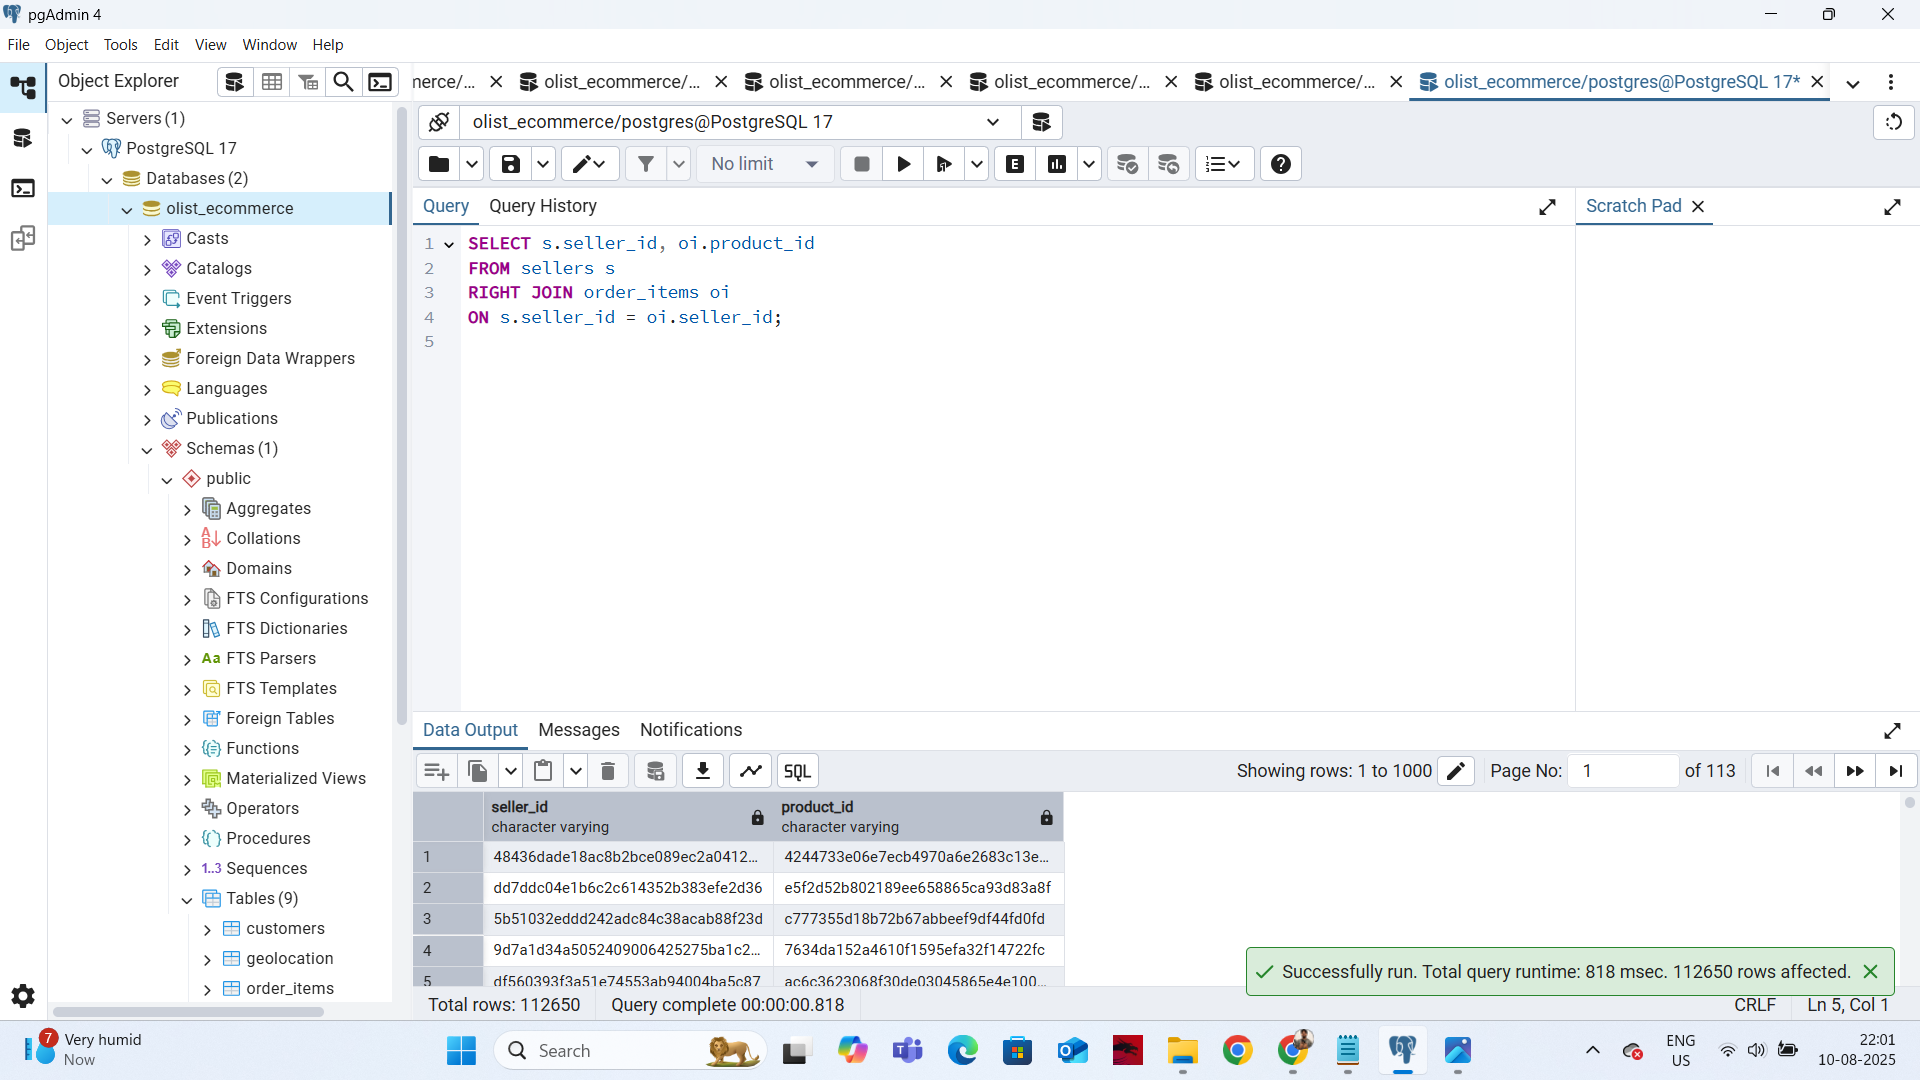 pgAdmin 4
File Object Tools Edit View Window Help
Object Explorer
nerce/... olist_ecommerce/... olist_ecommerce/... olist_ecommerce/... olist_ecommerce/... olist_ecommerce/postgres@PostgreSQL 17*
Servers (1)
PostgreSQL 17
Databases (2)
olist_ecommerce
Casts
Catalogs
Event Triggers
Extensions
Foreign Data Wrappers
Languages
Publications
Schemas (1)
public
Aggregates
Collations
Domains
FTS Configurations
FTS Dictionaries
Aa FTS Parsers
FTS Templates
Foreign Tables
Functions
Materialized Views
Operators
Procedures
1..3 Sequences
Tables (9)
customers
geolocation
order_items
olist_ecommerce/postgres@PostgreSQL 17
No limit
E
Query Query History
Scratch Pad
1 SELECT s.seller_id, oi.product_id
2 FROM sellers s
3 RIGHT JOIN order_items oi
4 ON s.seller_id = oi.seller_id;
5
Data Output Messages Notifications
SQL
Showing rows: 1 to 1000
Page No: 1 of 113
seller_id product_id
character varying character varying
1 48436dade18ac8b2bce089ec2a0412... 4244733e06e7ecb4970a6e2683c13e...
2 dd7ddc04e1b6c2c614352b383efe2d36 e5f2d52b802189ee658865ca93d83a8f
3 5b51032eddd242adc84c38acab88f23d c777355d18b72b67abbeef9df44fd0fd
4 9d7a1d34a5052409006425275ba1c2... 7634da152a4610f1595efa32f14722fc
5 df560393f3a51e74553ab94004ba5c87 ac6c3623068f30de03045865e4e100...
Successfully run. Total query runtime: 818 msec. 112650 rows affected.
Total rows: 112650 Query complete 00:00:00.818
CRLF Ln 5, Col 1
7
Very humid
Now
Search
ENG
US
22:01
10-08-2025